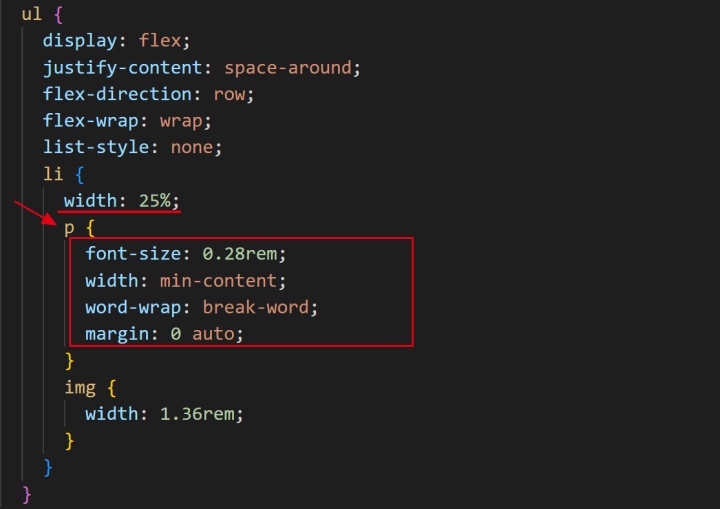 ul {
display: flex;
justify-content: space-around;
flex-direction: row;
flex-wrap: wrap;
list-style: none;
li {
width: 25%;
p {
font-size: 0.28rem;
width: min-content;
word-wrap: break-word;
margin: 0 auto;
}
img {
width: 1.36rem;
}
}
}